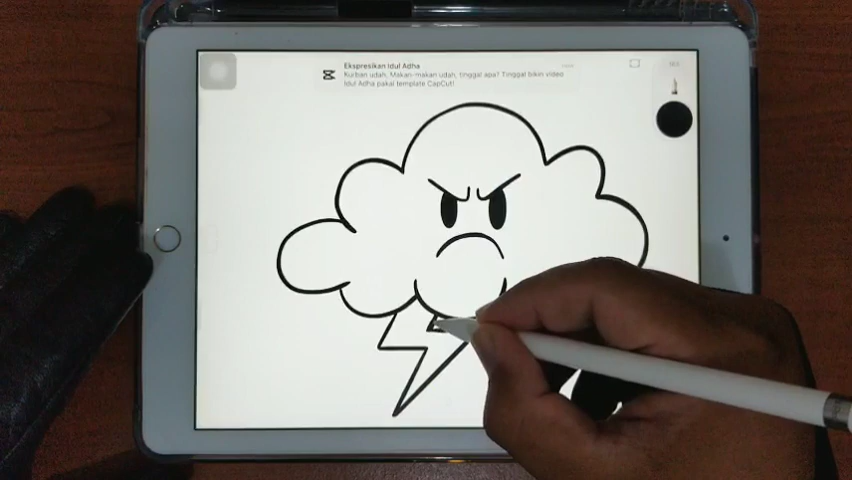 Ekspresikan Idul Adha
Kurban udah, Makan-makan udah, tinggal apa? Tinggal bikin video
Idul Adha pakai template CapCut!